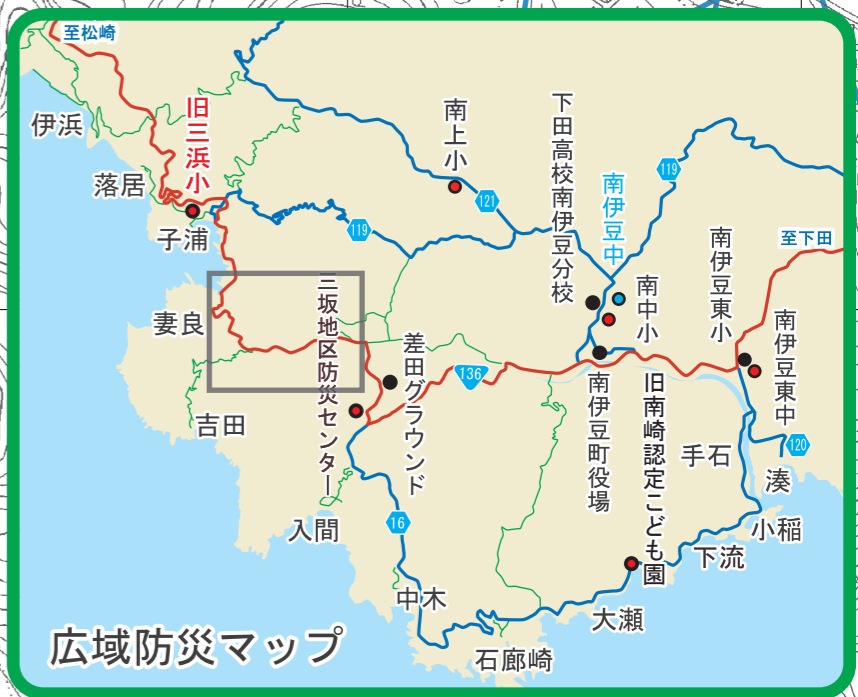 至松崎
伊浜
落居
旧三浜小
子浦
妻良
吉田
三坂地区防災センター
入間
中木
石廊崎
大瀬
下流
小稲
湊
手石
南上小
下田高校南伊豆分校
南伊豆中
南中小
南伊豆東小
至下田
南伊豆東中
差田グラウンド
南伊豆町役場
旧南崎認定こども園
119
121
119
136
16
120
広域防災マップ